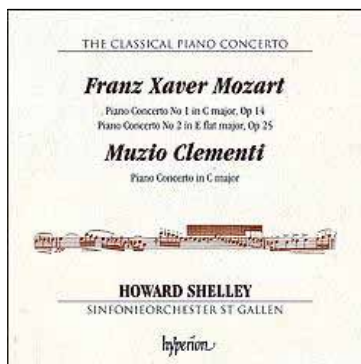 THE CLASSICAL PIANO CONCERTO
Franz Xaver Mozart
Piano Concerto No 1 in C major, Op 14
Piano Concerto No 2 in E flat major, Op 25
Muzio Clementi
Piano Concerto in C major
HOWARD SHELLEY
SINFONIEORCHESTER ST GALLEN
hyperion